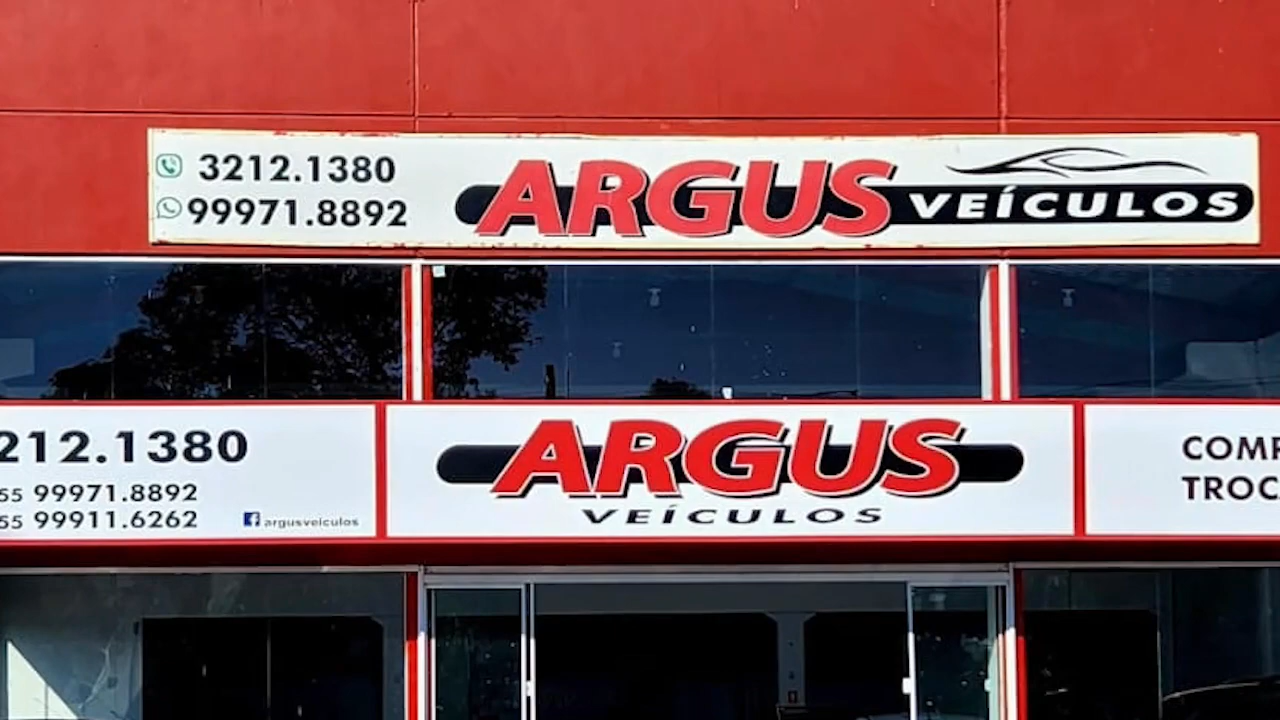 3212.1380
99971.8892
ARGUS VEÍCULOS
212.1380
55 99971.8892
55 99911.6262
argusveiculos
ARGUS
VEÍCULOS
COMP
TROC